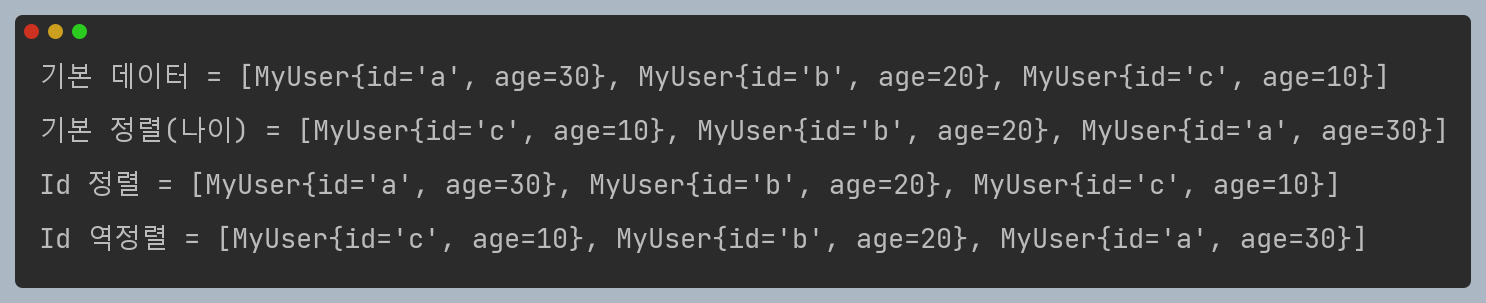 기본 데이터 = [MyUser{id='a', age=30}, MyUser{id='b', age=20}, MyUser{id='c', age=10}]
기본 정렬(나이) = [MyUser{id='c', age=10}, MyUser{id='b', age=20}, MyUser{id='a', age=30}]
Id 정렬 = [MyUser{id='a', age=30}, MyUser{id='b', age=20}, MyUser{id='c', age=10}]
Id 역정렬 = [MyUser{id='c', age=10}, MyUser{id='b', age=20}, MyUser{id='a', age=30}]